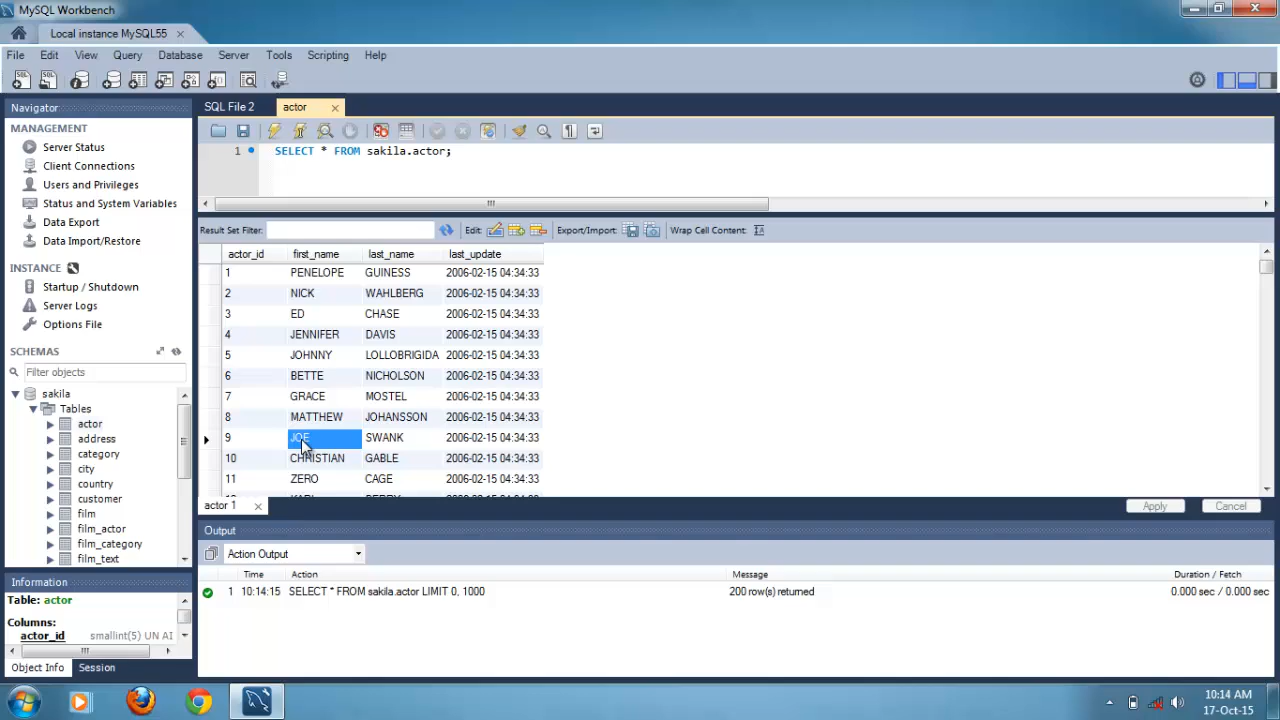 MySQL Workbench
Local instance MySQL55
File Edit View Query Database Server Tools Scripting Help
Navigator
MANAGEMENT
Server Status
Client Connections
Users and Privileges
Status and System Variables
Data Export
Data Import/Restore
INSTANCE
Startup / Shutdown
Server Logs
Options File
SCHEMAS
Filter objects
sakila
Tables
actor
address
category
city
country
customer
film
film_actor
film_category
film_text
Information
Table: actor
Columns:
actor_id smallint(5) UN AI
Object Info Session
SQL File 2 actor
1 SELECT * FROM sakila.actor;
Result Set Filter: Edit: Export/Import: Wrap Cell Content:
actor_id first_name last_name last_update
1 PENELOPE GUINESS 2006-02-15 04:34:33
2 NICK WAHLBERG 2006-02-15 04:34:33
3 ED CHASE 2006-02-15 04:34:33
4 JENNIFER DAVIS 2006-02-15 04:34:33
5 JOHNNY LOLLOBRIGIDA 2006-02-15 04:34:33
6 BETTE NICHOLSON 2006-02-15 04:34:33
7 GRACE MOSTEL 2006-02-15 04:34:33
8 MATTHEW JOHANSSON 2006-02-15 04:34:33
9 JOE SWANK 2006-02-15 04:34:33
10 CHRISTIAN GABLE 2006-02-15 04:34:33
11 ZERO CAGE 2006-02-15 04:34:33
actor 1 Apply Cancel
Output
Action Output
Time Action Message Duration / Fetch
1 10:14:15 SELECT * FROM sakila.actor LIMIT 0, 1000 200 row(s) returned 0.000 sec / 0.000 sec
10:14 AM
17-Oct-15